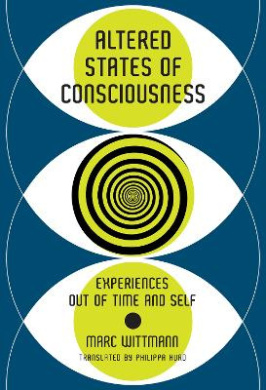 ALTERED
STATES OF
CONSCIOUSNESS
EXPERIENCES
OUT OF TIME AND SELF
MARC WITTMANN
TRANSLATED BY PHILIPPA HURD